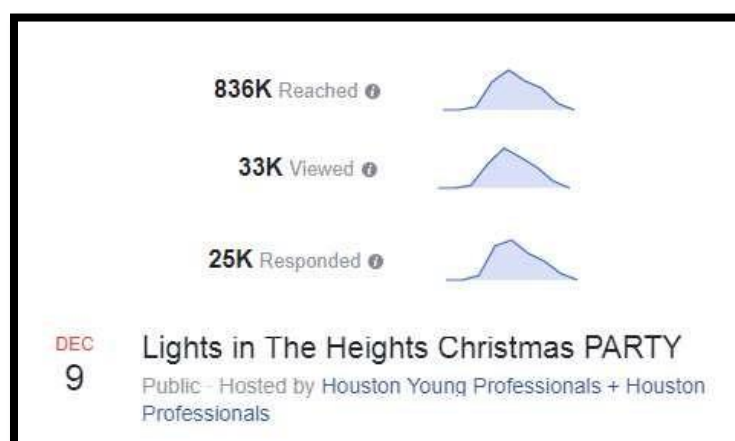 836K Reached
33K Viewed
25K Responded
DEC
9
Lights in The Heights Christmas PARTY
Public · Hosted by Houston Young Professionals + Houston
Professionals